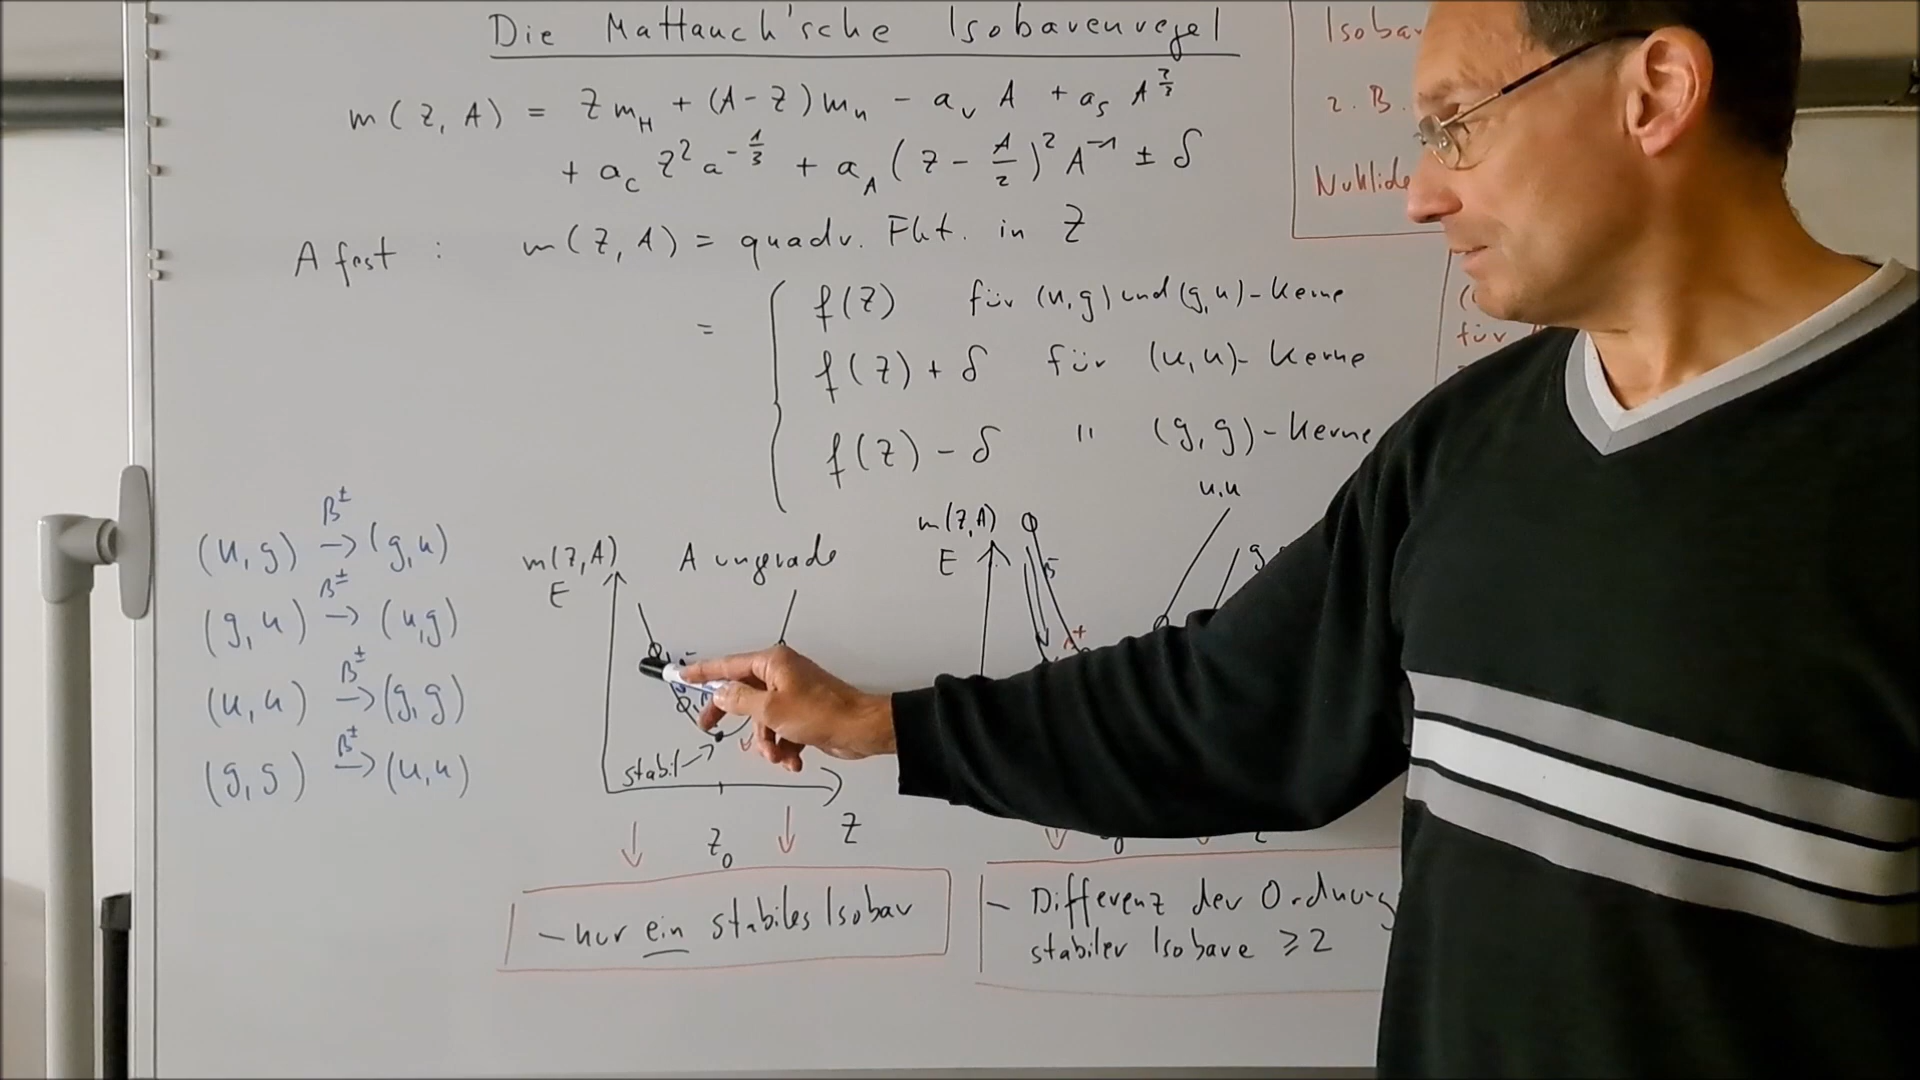 Die Mattauch'sche Isobarenregel
m(Z,A) = Z m_H + (A-Z) m_n - a_v A + a_s A^{2/3}
+ a_c Z² a^{-1/3} + a_A (Z - A/2)² A^{-1} ± δ
A fest : m(Z,A) = quadr. Fkt. in Z
= { f(Z) für (u,g) und (g,u)-Kerne
f(Z) + δ für (u,u)-Kerne
f(Z) - δ " (g,g)-Kerne
Isobar
z.B.
Nuklide
für
(u,g) β^± → (g,u)
(g,u) β^± → (u,g)
(u,u) β^± → (g,g)
(g,g) β^± → (u,u)
m(Z,A)
E
A ungerade
stabil →
Z_0
Z
- nur ein stabiles Isobar
m(Z,A)
E
u,u
- Differenz der Ordnungs
stabiler Isobare ≥ 2